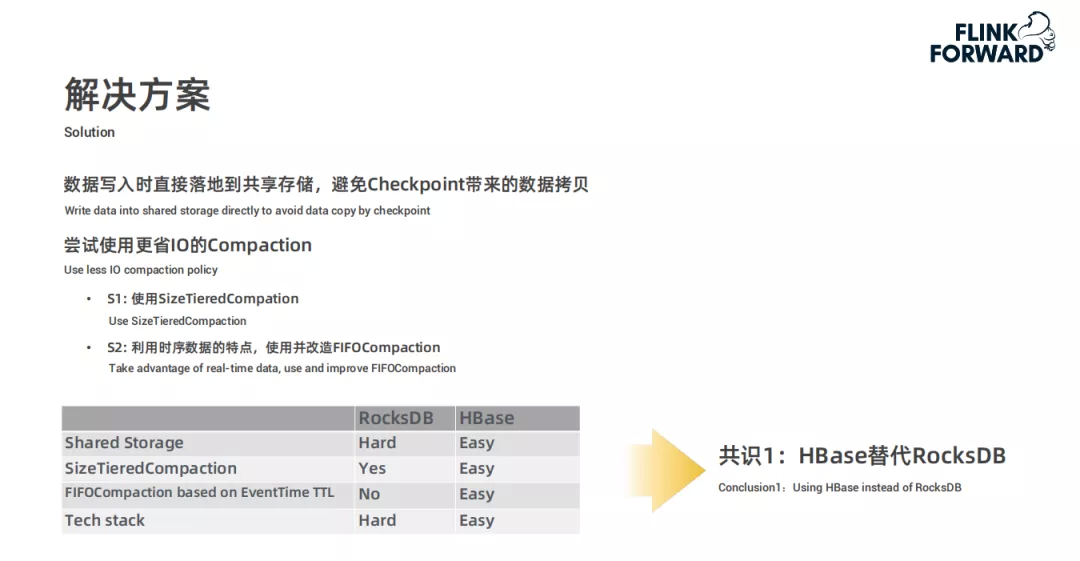 FLINK
FORWARD
解决方案
Solution
数据写入时直接落地到共享存储，避免Checkpoint带来的数据拷贝
Write data into shared storage directly to avoid data copy by checkpoint
尝试使用更省IO的Compaction
Use less IO compaction policy
• S1: 使用SizeTieredCompation
Use SizeTieredCompaction
• S2: 利用时序数据的特点，使用并改造FIFOCompaction
Take advantage of real-time data, use and improve FIFOCompaction
RocksDB HBase
Shared Storage Hard Easy
SizeTieredCompaction Yes Easy
FIFOCompaction based on EventTime TTL No Easy
Tech stack Hard Easy
共识1：HBase替代RocksDB
Conclusion1：Using HBase instead of RocksDB